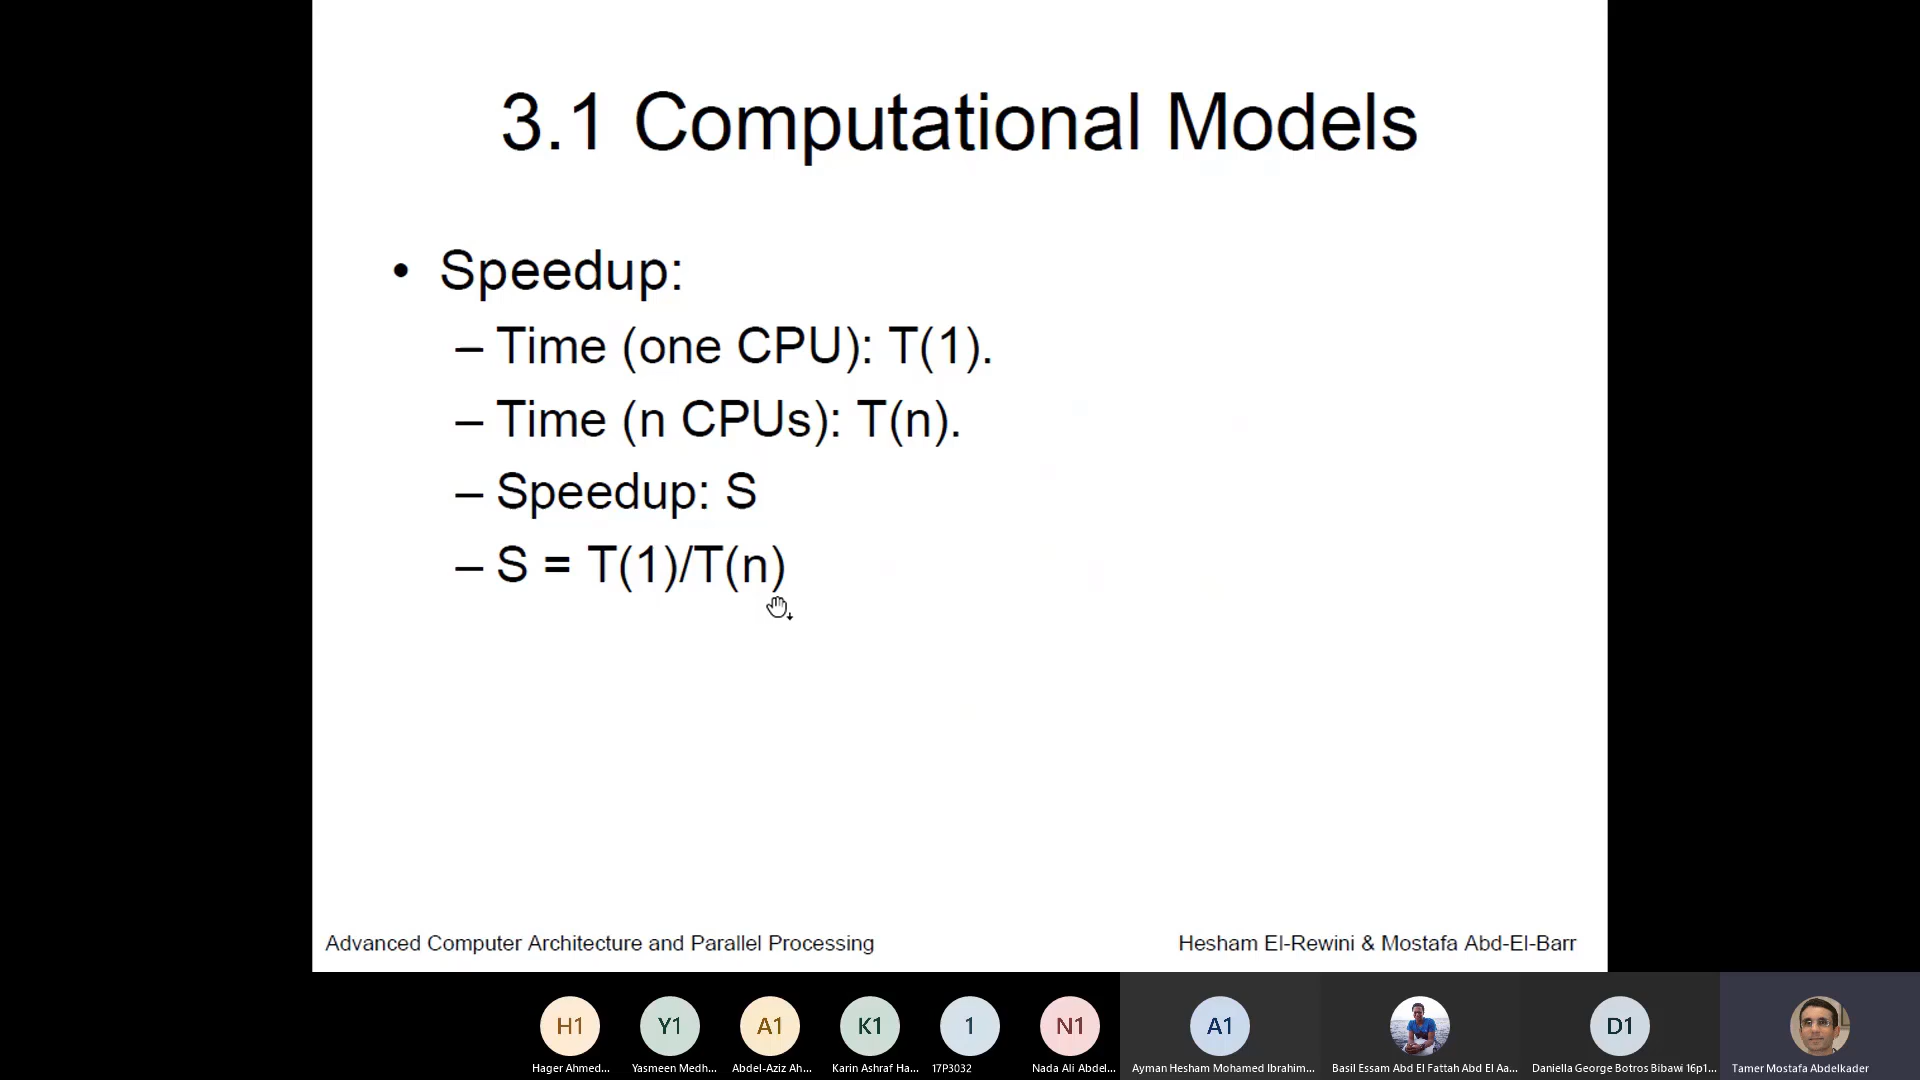 3.1 Computational Models
• Speedup:
– Time (one CPU): T(1).
– Time (n CPUs): T(n).
– Speedup: S
– S = T(1)/T(n)
Advanced Computer Architecture and Parallel Processing
Hesham El-Rewini & Mostafa Abd-El-Barr
H1
Y1
A1
K1
1
N1
A1
D1
Hager Ahmed...
Yasmeen Medh...
Abdel-Aziz Ah...
Karin Ashraf Ha...
17P3032
Nada Ali Abdel...
Ayman Hesham Mohamed Ibrahim...
Basil Essam Abd El Fattah Abd El Aa...
Daniella George Botros Bibawi 16p1...
Tamer Mostafa Abdelkader